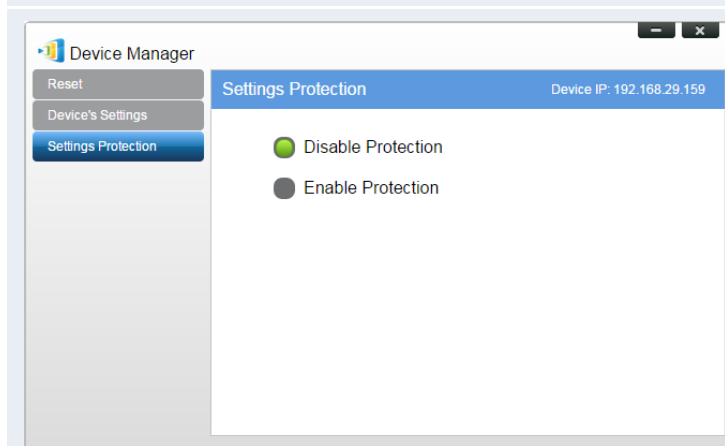 Device Manager
Reset
Device's Settings
Settings Protection
Settings Protection Device IP: 192.168.29.159
Disable Protection
Enable Protection